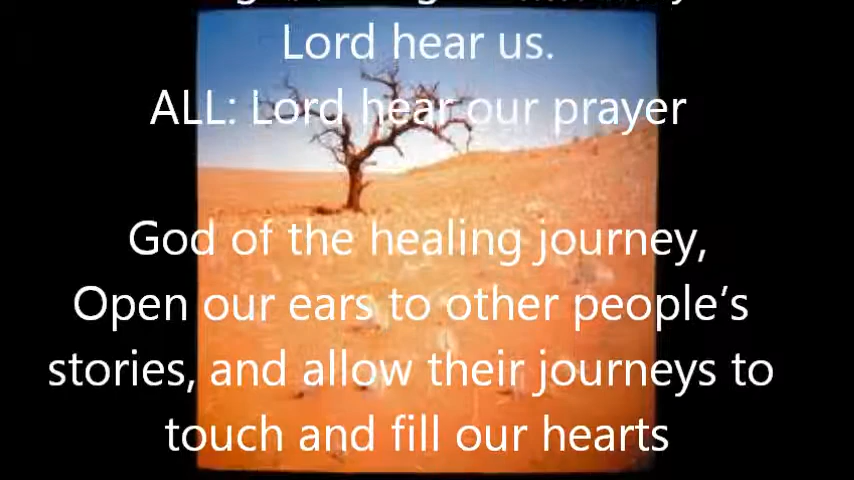 Lord hear us.
ALL: Lord hear our prayer
God of the healing journey,
Open our ears to other people's
stories, and allow their journeys to
touch and fill our hearts